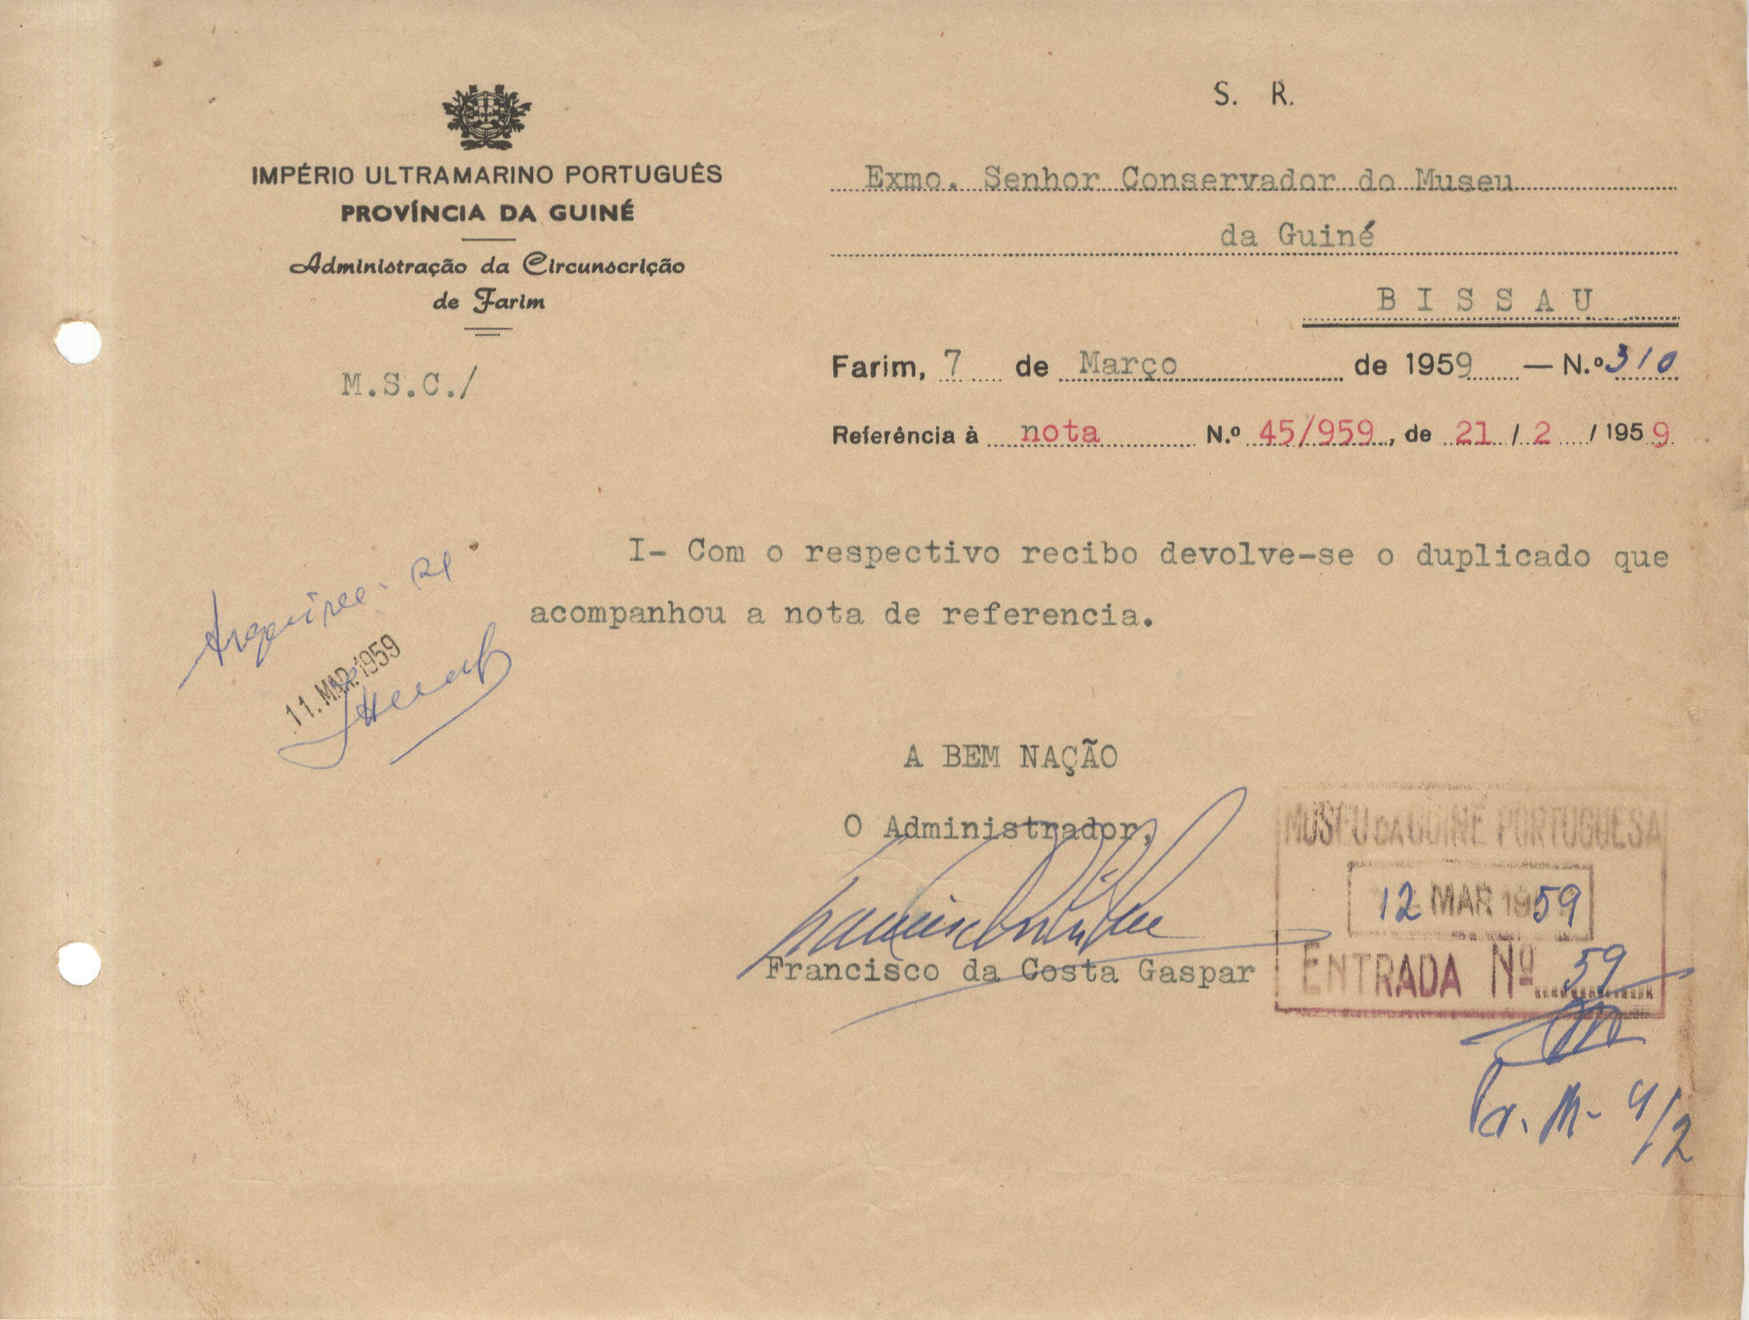 S. R.
IMPÉRIO ULTRAMARINO PORTUGUÊS
PROVÍNCIA DA GUINÉ
Administração da Circunscrição
de Farim
M.S.C./
Exmo. Senhor Conservador do Museu
da Guiné
B I S S A U
Farim, 7 de Março de 1959 — N.º 310
Referência à nota N.º 45/959, de 21 / 2 / 1959
I- Com o respectivo recibo devolve-se o duplicado que
acompanhou a nota de referencia.
11. MAR. 1959
A BEM NAÇÃO
O Administrador,
Francisco da Costa Gaspar
MUSEU DA GUINÉ PORTUGUESA
12 MAR 1959
ENTRADA Nº 59
4/2